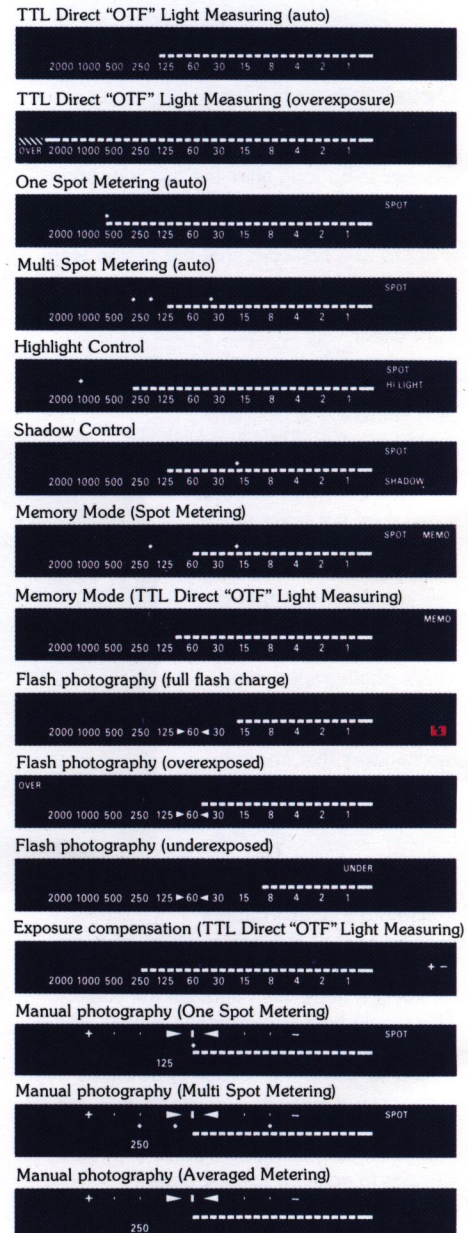 TTL Direct “OTF” Light Measuring (auto)
2000 1000 500 250 125 60 30 15 8 4 2 1
TTL Direct “OTF” Light Measuring (overexposure)
OVER 2000 1000 500 250 125 60 30 15 8 4 2 1
One Spot Metering (auto)
SPOT
2000 1000 500 250 125 60 30 15 8 4 2 1
Multi Spot Metering (auto)
SPOT
2000 1000 500 250 125 60 30 15 8 4 2 1
Highlight Control
SPOT
HI LIGHT
2000 1000 500 250 125 60 30 15 8 4 2 1
Shadow Control
SPOT
2000 1000 500 250 125 60 30 15 8 4 2 1 SHADOW
Memory Mode (Spot Metering)
SPOT MEMO
2000 1000 500 250 125 60 30 15 8 4 2 1
Memory Mode (TTL Direct “OTF” Light Measuring)
MEMO
2000 1000 500 250 125 60 30 15 8 4 2 1
Flash photography (full flash charge)
2000 1000 500 250 125 ►60◄ 30 15 8 4 2 1
Flash photography (overexposed)
OVER
2000 1000 500 250 125 ►60◄ 30 15 8 4 2 1
Flash photography (underexposed)
UNDER
2000 1000 500 250 125 ►60◄ 30 15 8 4 2 1
Exposure compensation (TTL Direct “OTF” Light Measuring)
+ −
2000 1000 500 250 125 60 30 15 8 4 2 1
Manual photography (One Spot Metering)
+ · · ► ı ◄ · · − SPOT
125
Manual photography (Multi Spot Metering)
+ · · ► ı ◄ · · − SPOT
250
Manual photography (Averaged Metering)
+ · · ► ı ◄ · · −
250